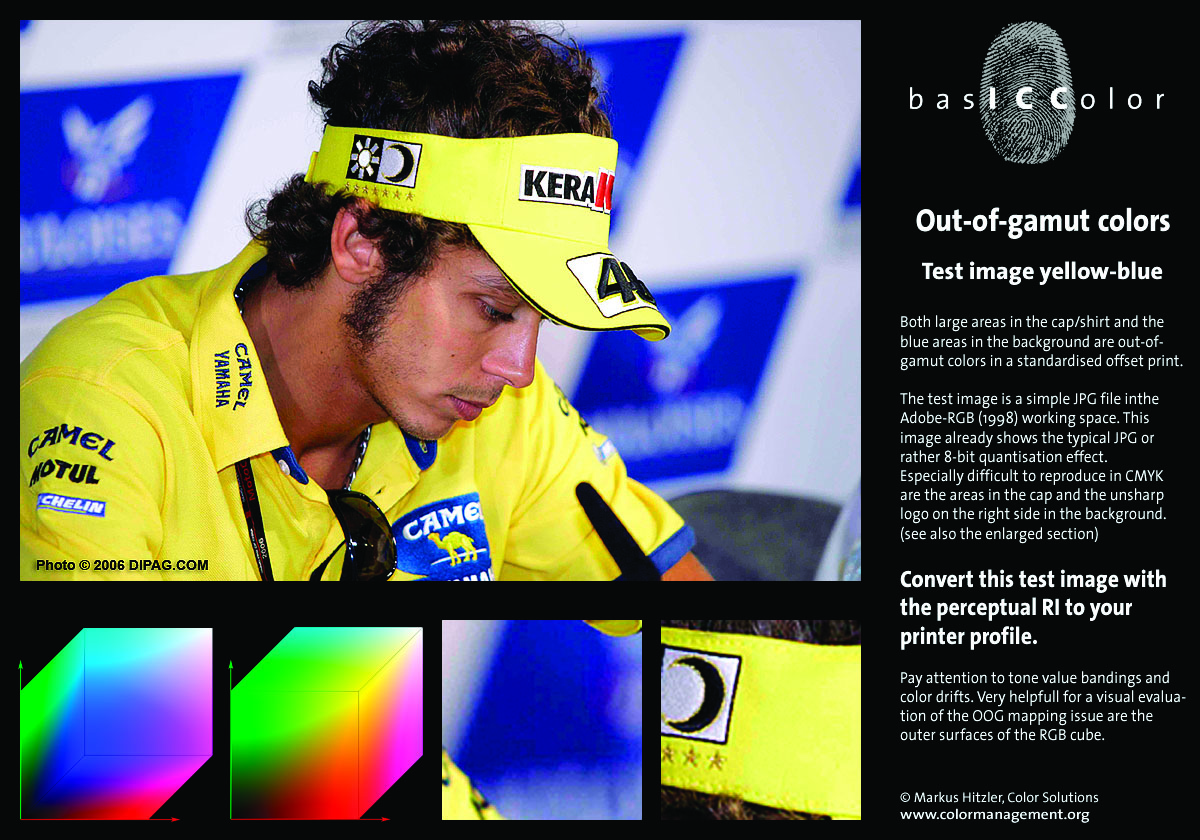 basICColor
Out-of-gamut colors
Test image yellow-blue
Both large areas in the cap/shirt and the
blue areas in the background are out-of-
gamut colors in a standardised offset print.
The test image is a simple JPG file inthe
Adobe-RGB (1998) working space. This
image already shows the typical JPG or
rather 8-bit quantisation effect.
Especially difficult to reproduce in CMYK
are the areas in the cap and the unsharp
logo on the right side in the background.
(see also the enlarged section)
Convert this test image with
the perceptual RI to your
printer profile.
Pay attention to tone value bandings and
color drifts. Very helpfull for a visual evalua-
tion of the OOG mapping issue are the
outer surfaces of the RGB cube.
© Markus Hitzler, Color Solutions
www.colormanagement.org
KERA
CAMEL
YAMAHA
CAMEL
MOTUL
CHELIN
2006
CAMEL
Photo © 2006 DIPAG.COM